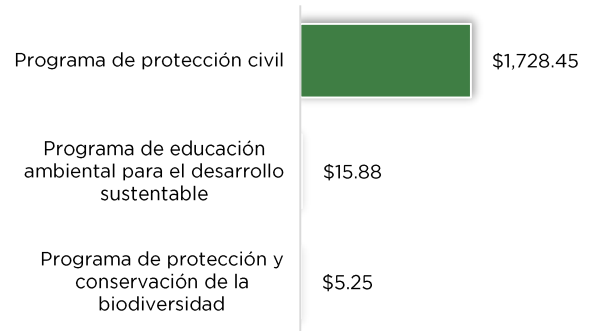 Programa de protección civil
$1,728.45
Programa de educación
ambiental para el desarrollo
sustentable
$15.88
Programa de protección y
conservación de la
biodiversidad
$5.25